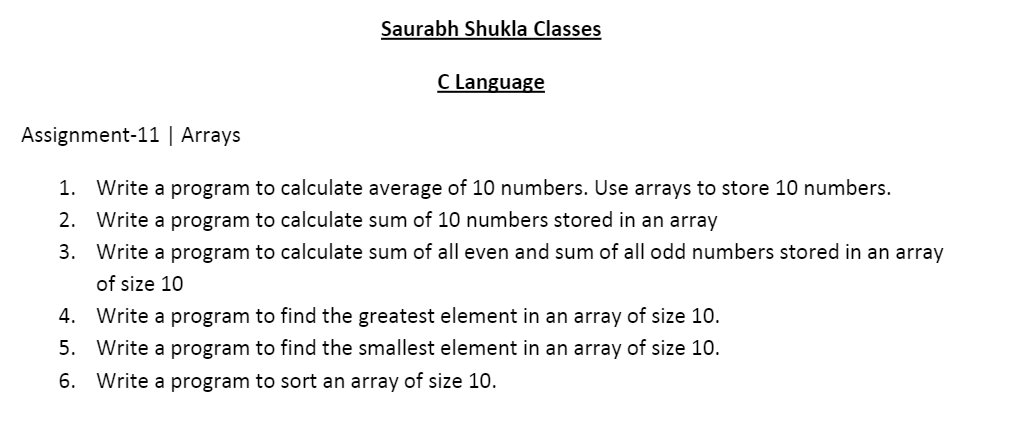 Saurabh Shukla Classes
C Language
Assignment-11 | Arrays
1. Write a program to calculate average of 10 numbers. Use arrays to store 10 numbers.
2. Write a program to calculate sum of 10 numbers stored in an array
3. Write a program to calculate sum of all even and sum of all odd numbers stored in an array
of size 10
4. Write a program to find the greatest element in an array of size 10.
5. Write a program to find the smallest element in an array of size 10.
6. Write a program to sort an array of size 10.